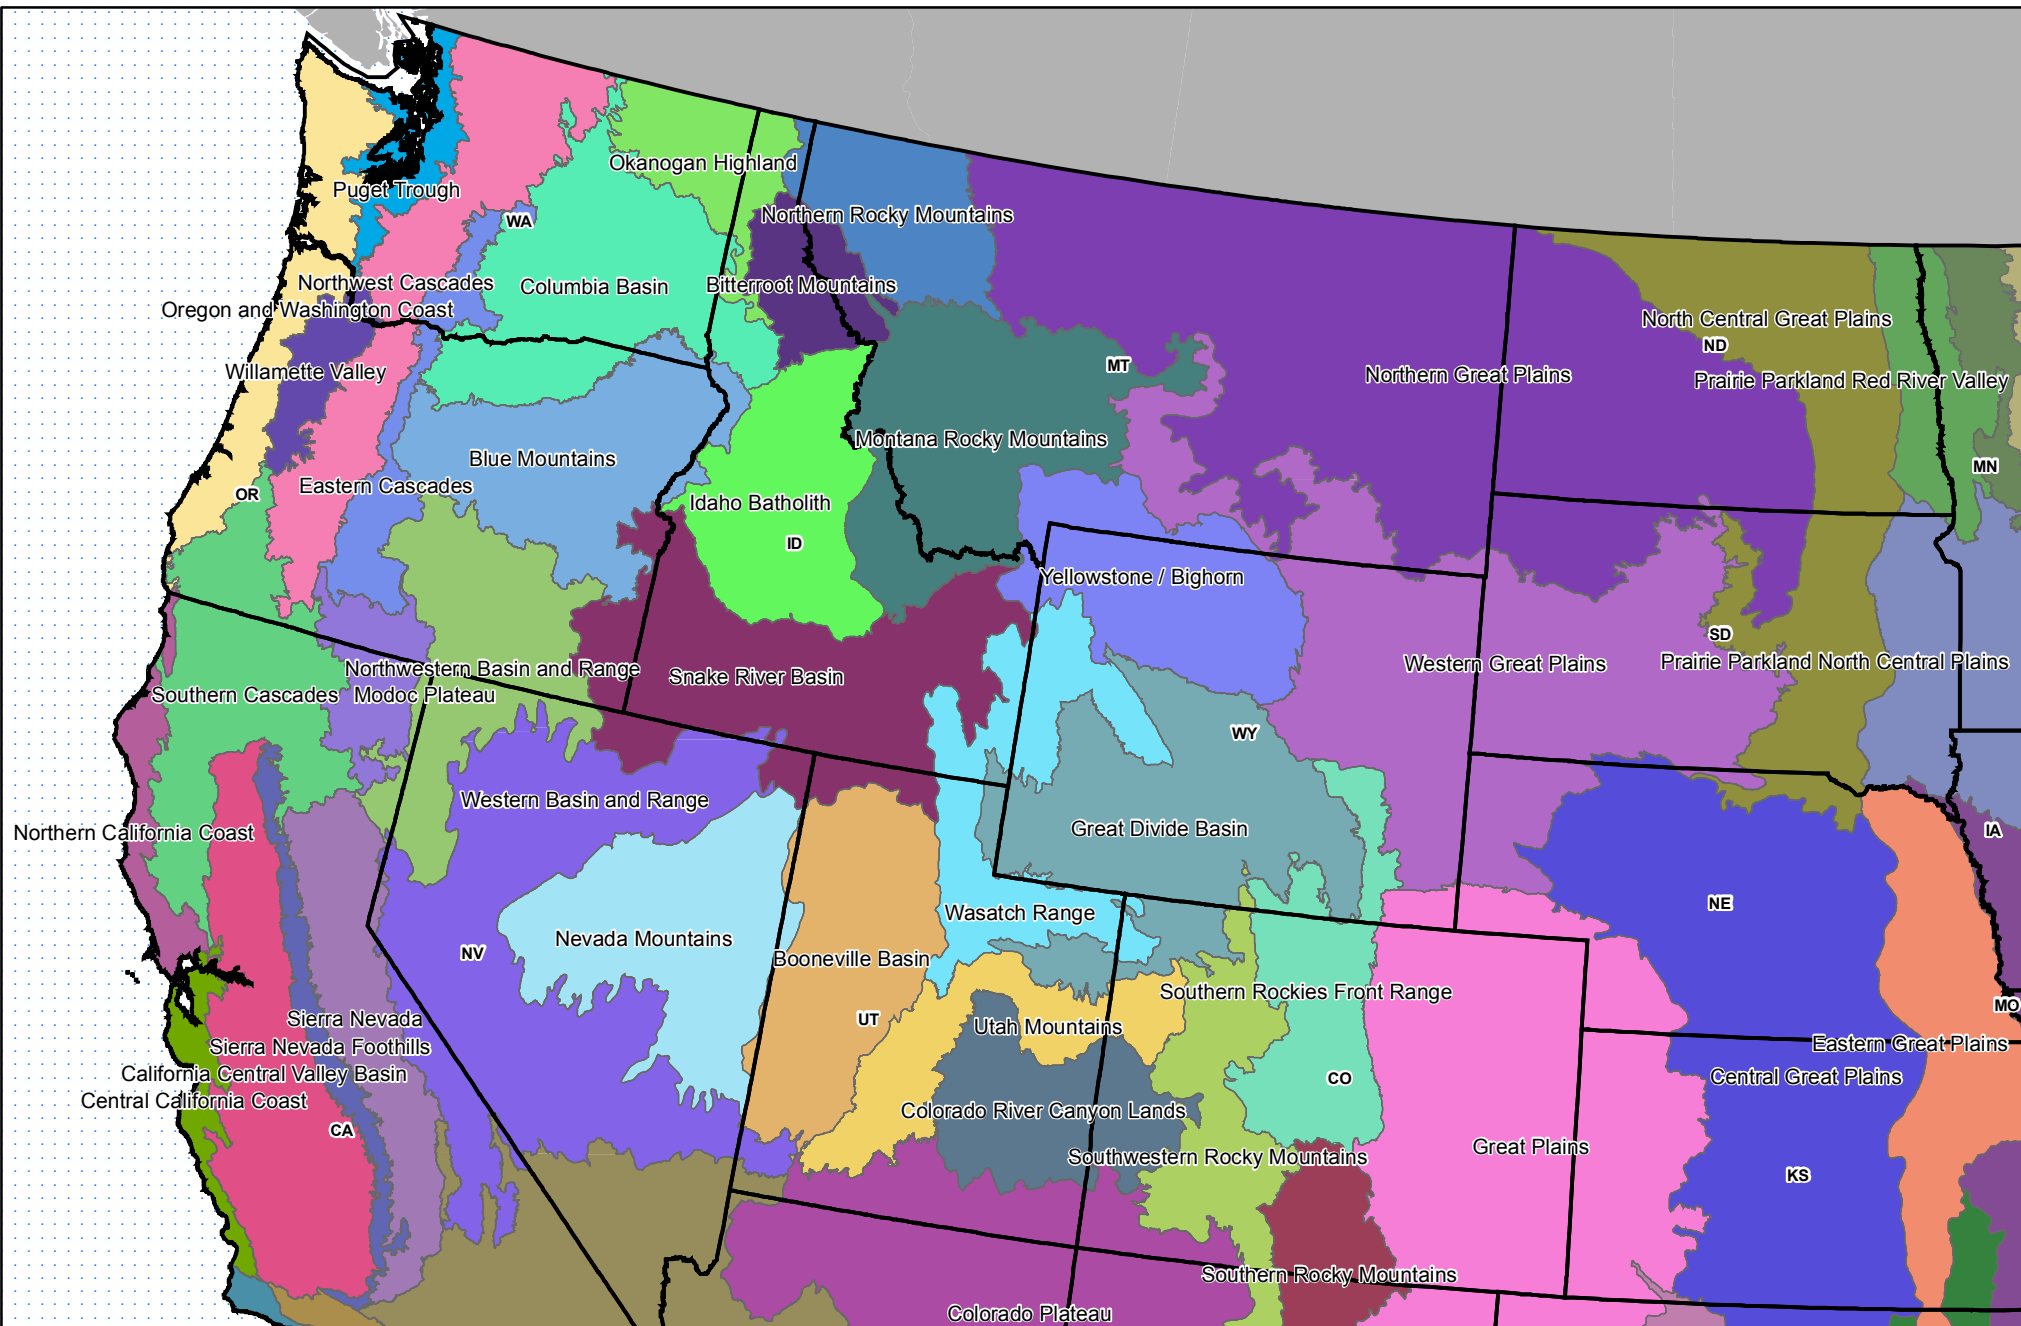 Okanogan Highland
Puget Trough
Northern Rocky Mountains
WA
Northwest Cascades
Columbia Basin
Bitterroot Mountains
Oregon and Washington Coast
North Central Great Plains
ND
Willamette Valley
MT
Northern Great Plains
Prairie Parkland Red River Valley
Montana Rocky Mountains
Blue Mountains
MN
Eastern Cascades
OR
Idaho Batholith
ID
Yellowstone / Bighorn
SD
Northwestern Basin and Range
Snake River Basin
Western Great Plains
Prairie Parkland North Central Plains
Southern Cascades
Modoc Plateau
WY
Western Basin and Range
Northern California Coast
Great Divide Basin
IA
NE
Wasatch Range
Nevada Mountains
NV
Booneville Basin
Southern Rockies Front Range
MO
Sierra Nevada
UT
Utah Mountains
Sierra Nevada Foothills
Eastern Great Plains
California Central Valley Basin
CO
Central Great Plains
Central California Coast
Colorado River Canyon Lands
CA
Great Plains
Southwestern Rocky Mountains
KS
Southern Rocky Mountains
Colorado Plateau